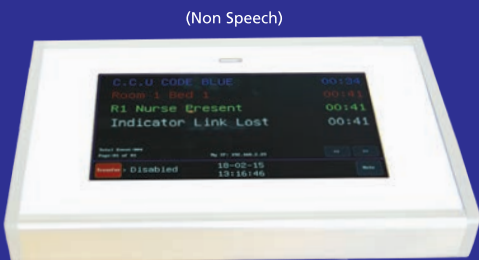 (Non Speech)
C.C.U CODE BLUE 00:34
Room 1 Bed 1 00:41
R1 Nurse Present 00:41
Indicator Link Lost 00:41
<< >>
Disabled 18-02-15
13:16:46